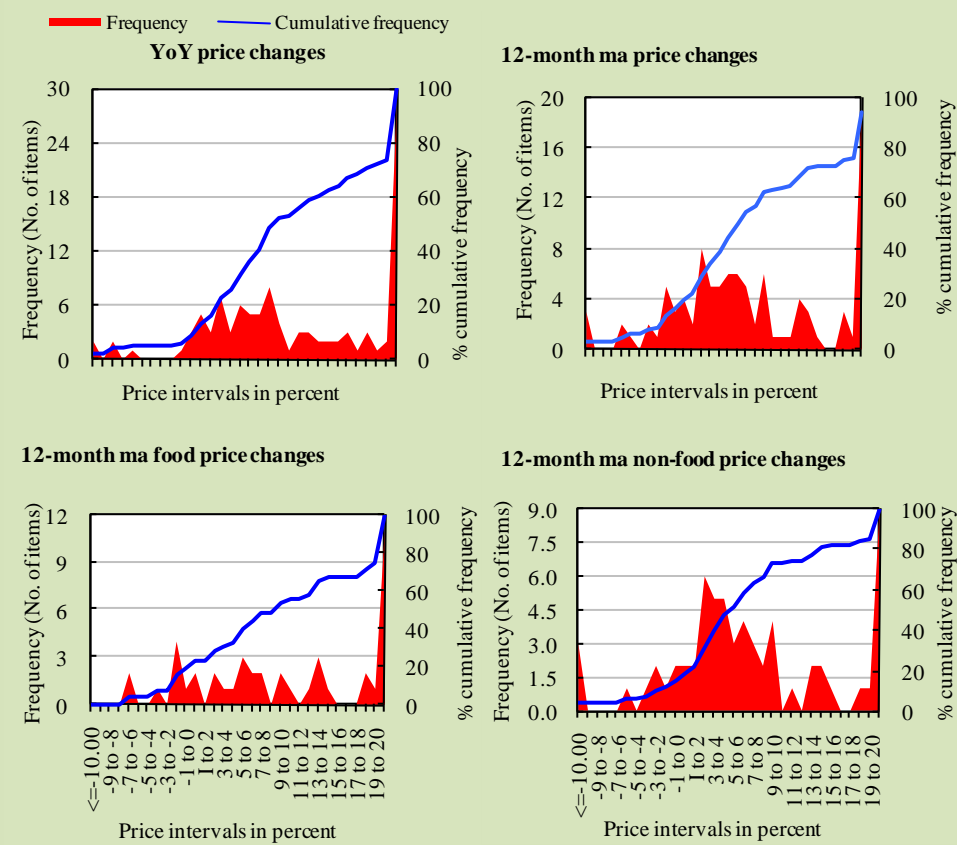 Frequency Cumulative frequency
YoY price changes
Frequency (No. of items)
30
24
18
12
6
0
100
80
60
40
20
0
% cumulative frequency
Price intervals in percent
12-month ma price changes
Frequency (No. of items)
20
16
12
8
4
0
100
80
60
40
20
0
% cumulative frequency
Price intervals in percent
12-month ma food price changes
Frequency (No. of items)
12
9
6
3
0
100
80
60
40
20
0
% cumulative frequency
<=-10.00
-9 to -8
-7 to -6
-5 to -4
-3 to -2
-1 to 0
1 to 2
3 to 4
5 to 6
7 to 8
9 to 10
11 to 12
13 to 14
15 to 16
17 to 18
19 to 20
Price intervals in percent
12-month ma non-food price changes
Frequency (No. of items)
9.0
7.5
6.0
4.5
3.0
1.5
0.0
100
80
60
40
20
0
% cumulative frequency
<=-10.00
-9 to -8
-7 to -6
-5 to -4
-3 to -2
-1 to 0
1 to 2
3 to 4
5 to 6
7 to 8
9 to 10
11 to 12
13 to 14
15 to 16
17 to 18
19 to 20
Price intervals in percent